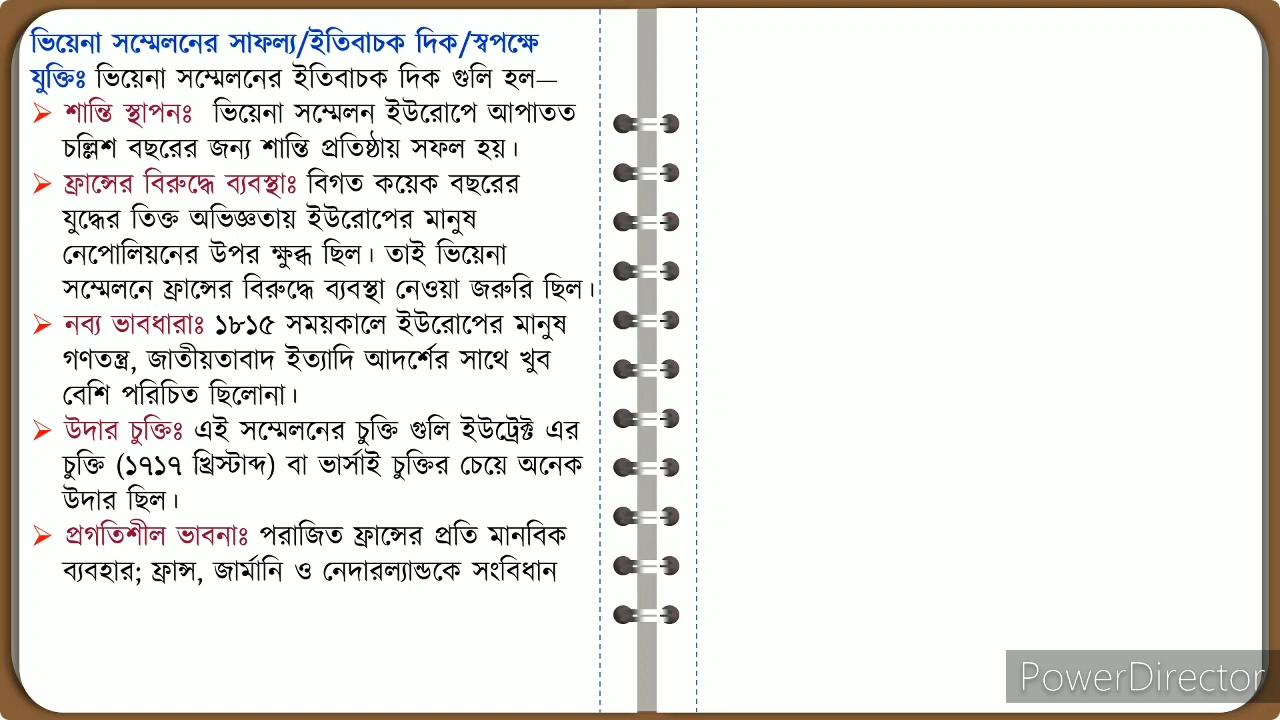 ভিয়েনা সম্মেলনের সাফল্য/ইতিবাচক দিক/স্বপক্ষে
যুক্তিঃ ভিয়েনা সম্মেলনের ইতিবাচক দিক গুলি হল—
➢ শান্তি স্থাপনঃ ভিয়েনা সম্মেলন ইউরোপে আপাতত
চল্লিশ বছরের জন্য শান্তি প্রতিষ্ঠায় সফল হয়।
➢ ফ্রান্সের বিরুদ্ধে ব্যবস্থাঃ বিগত কয়েক বছরের
যুদ্ধের তিক্ত অভিজ্ঞতায় ইউরোপের মানুষ
নেপোলিয়নের উপর ক্ষুব্ধ ছিল। তাই ভিয়েনা
সম্মেলনে ফ্রান্সের বিরুদ্ধে ব্যবস্থা নেওয়া জরুরি ছিল।
➢ নব্য ভাবধারাঃ ১৮১৫ সময়কালে ইউরোপের মানুষ
গণতন্ত্র, জাতীয়তাবাদ ইত্যাদি আদর্শের সাথে খুব
বেশি পরিচিত ছিলোনা।
➢ উদার চুক্তিঃ এই সম্মেলনের চুক্তি গুলি ইউট্রেক্ট এর
চুক্তি (১৭১৭ খ্রিস্টাব্দ) বা ভার্সাই চুক্তির চেয়ে অনেক
উদার ছিল।
➢ প্রগতিশীল ভাবনাঃ পরাজিত ফ্রান্সের প্রতি মানবিক
ব্যবহার; ফ্রান্স, জার্মানি ও নেদারল্যান্ডকে সংবিধান
PowerDirector